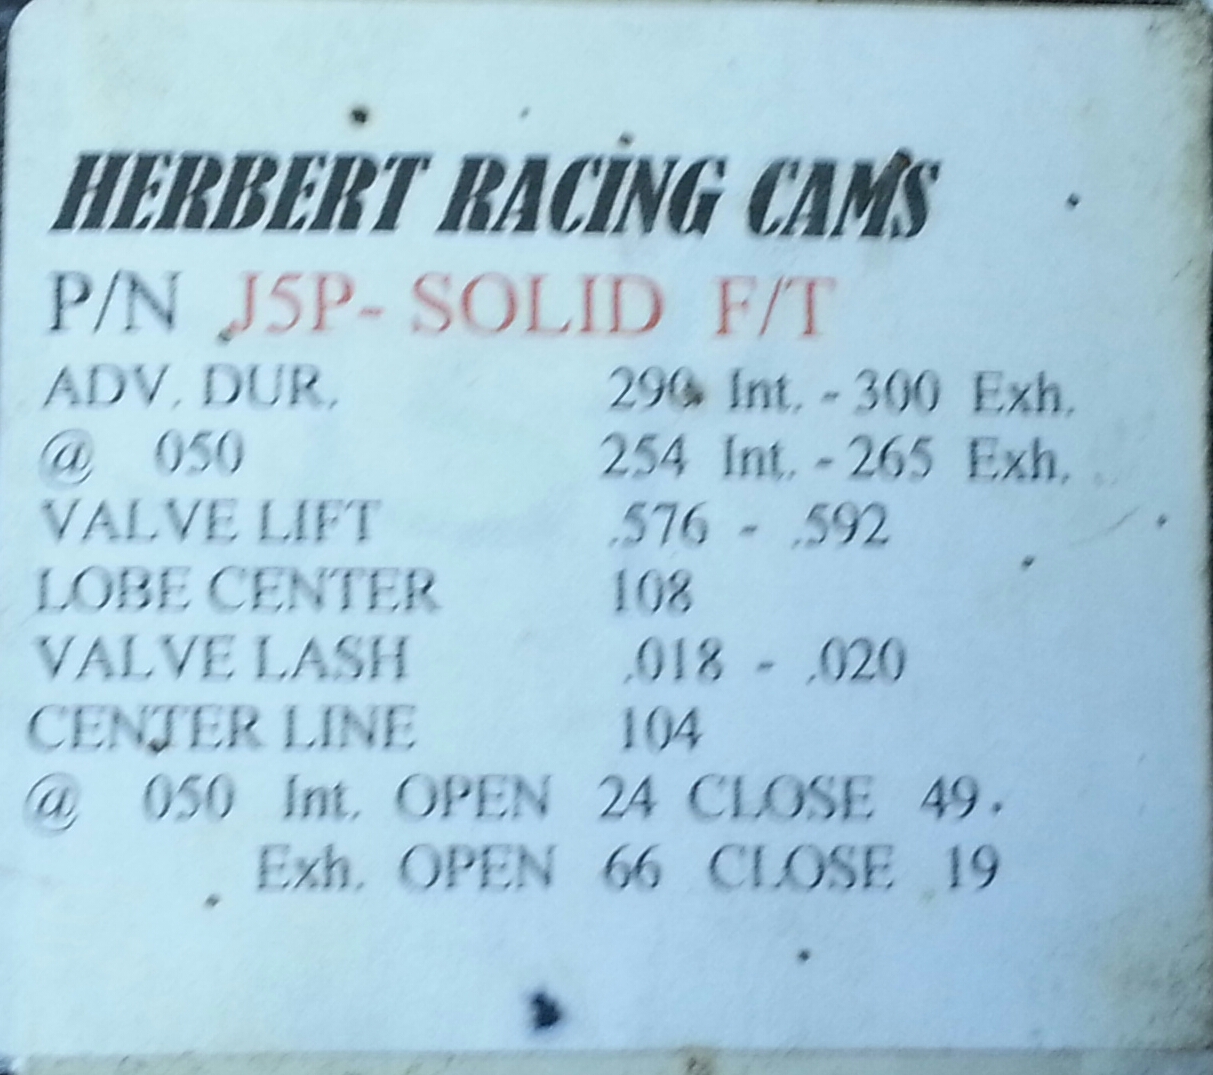 HERBERT RACING CAMS
P/N J5P- SOLID F/T
ADV. DUR. 290 Int. - 300 Exh.
@ 050 254 Int. - 265 Exh.
VALVE LIFT .576 - .592
LOBE CENTER 108
VALVE LASH .018 - .020
CENTER LINE 104
@ 050 Int. OPEN 24 CLOSE 49.
Exh. OPEN 66 CLOSE 19